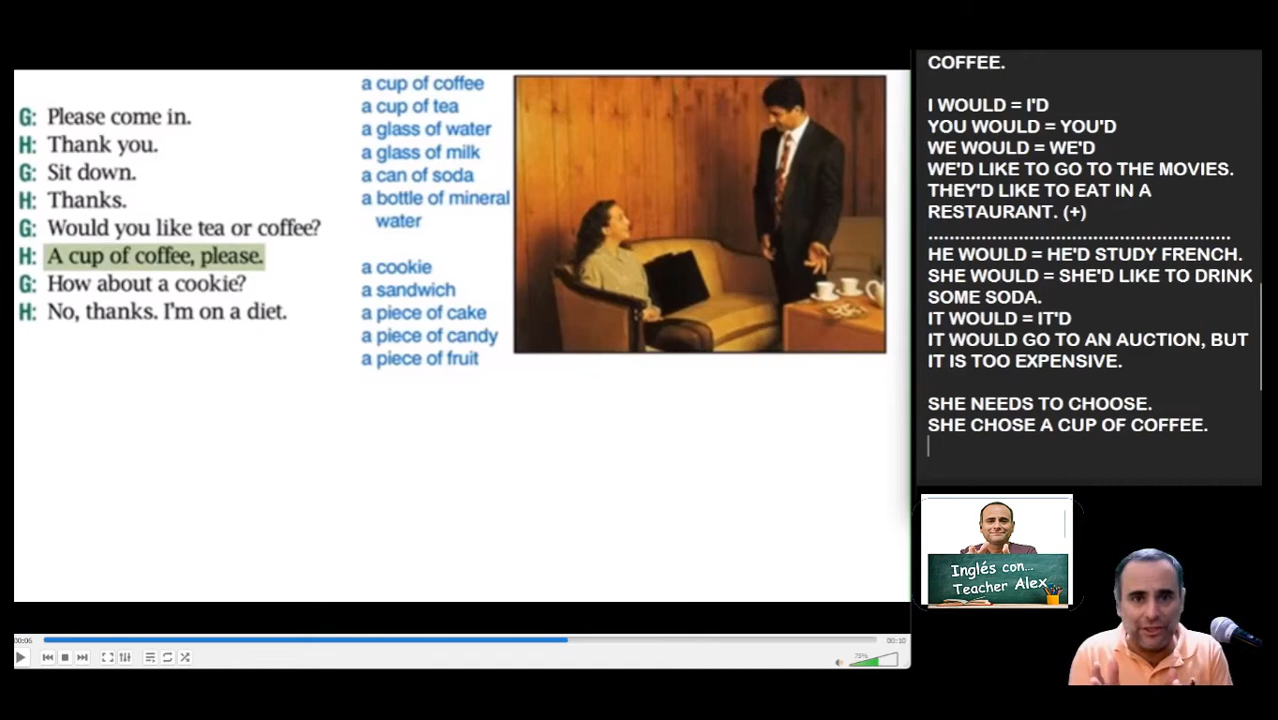 G: Please come in.
H: Thank you.
G: Sit down.
H: Thanks.
G: Would you like tea or coffee?
H: A cup of coffee, please.
G: How about a cookie?
H: No, thanks. I'm on a diet.
a cup of coffee
a cup of tea
a glass of water
a glass of milk
a can of soda
a bottle of mineral
water
a cookie
a sandwich
a piece of cake
a piece of candy
a piece of fruit
COFFEE.
I WOULD = I'D
YOU WOULD = YOU'D
WE WOULD = WE'D
WE'D LIKE TO GO TO THE MOVIES.
THEY'D LIKE TO EAT IN A
RESTAURANT. (+)
......................................................
HE WOULD = HE'D STUDY FRENCH.
SHE WOULD = SHE'D LIKE TO DRINK
SOME SODA.
IT WOULD = IT'D
IT WOULD GO TO AN AUCTION, BUT
IT IS TOO EXPENSIVE.
SHE NEEDS TO CHOOSE.
SHE CHOSE A CUP OF COFFEE.
Inglés con...
Teacher Alex
00:06
00:10
75%